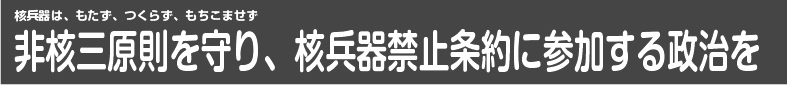 核兵器は、もたず、つくらず、もちこませず
非核三原則を守り、核兵器禁止条約に参加する政治を